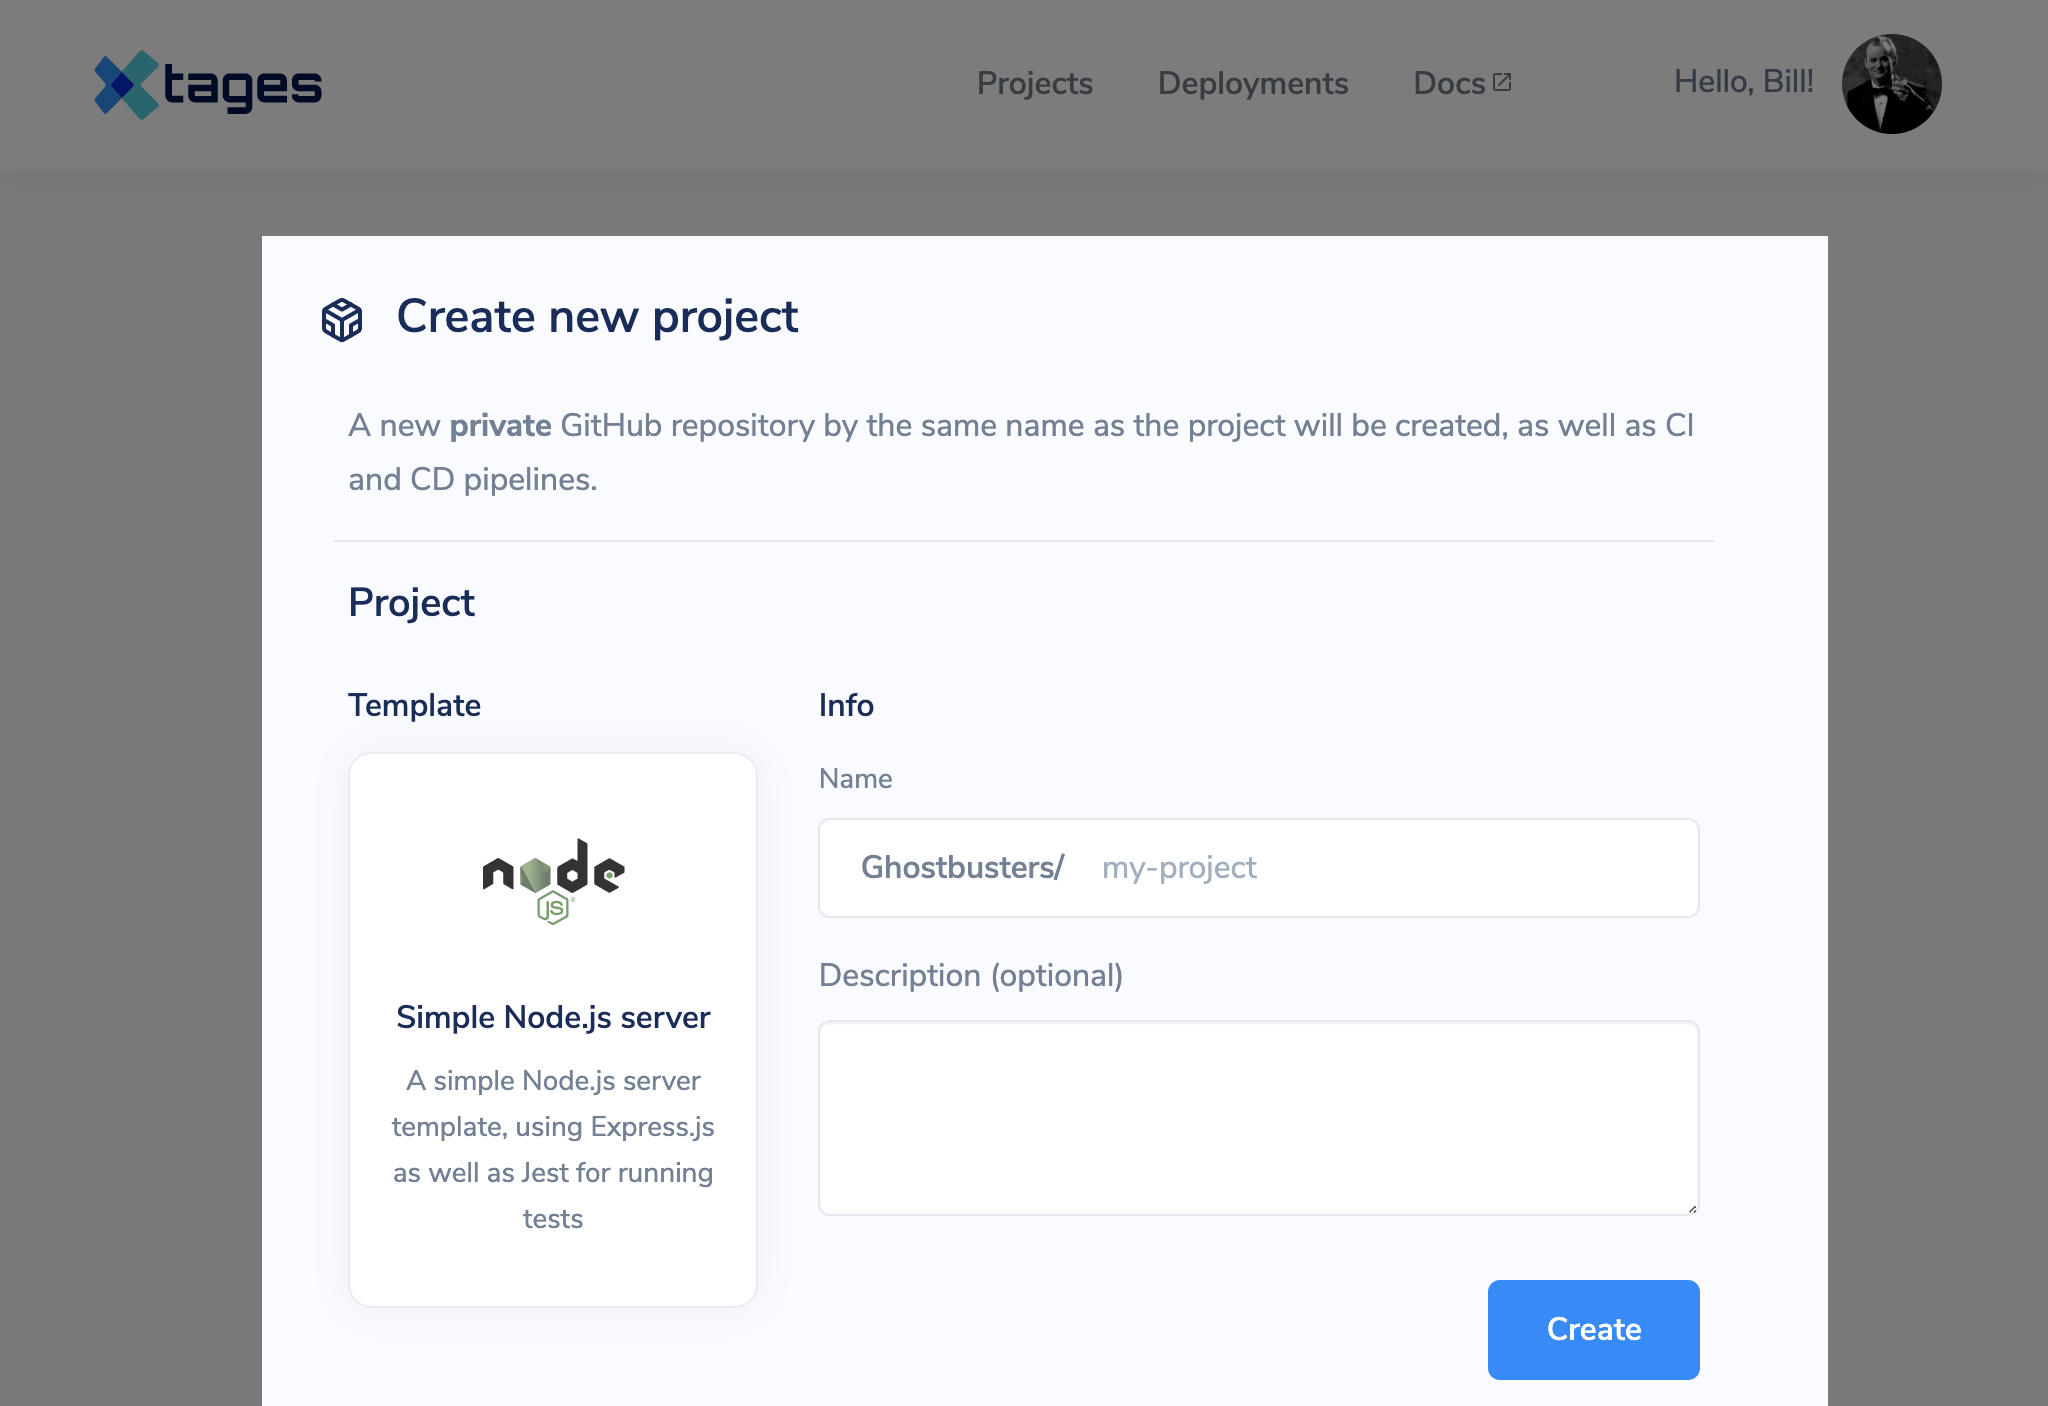 xtages
Projects
Deployments
Docs
Hello, Bill!
Create new project
A new private GitHub repository by the same name as the project will be created, as well as CI
and CD pipelines.
Project
Template
node
JS
Simple Node.js server
A simple Node.js server
template, using Express.js
as well as Jest for running
tests
Info
Name
Ghostbusters/ my-project
Description (optional)
Create